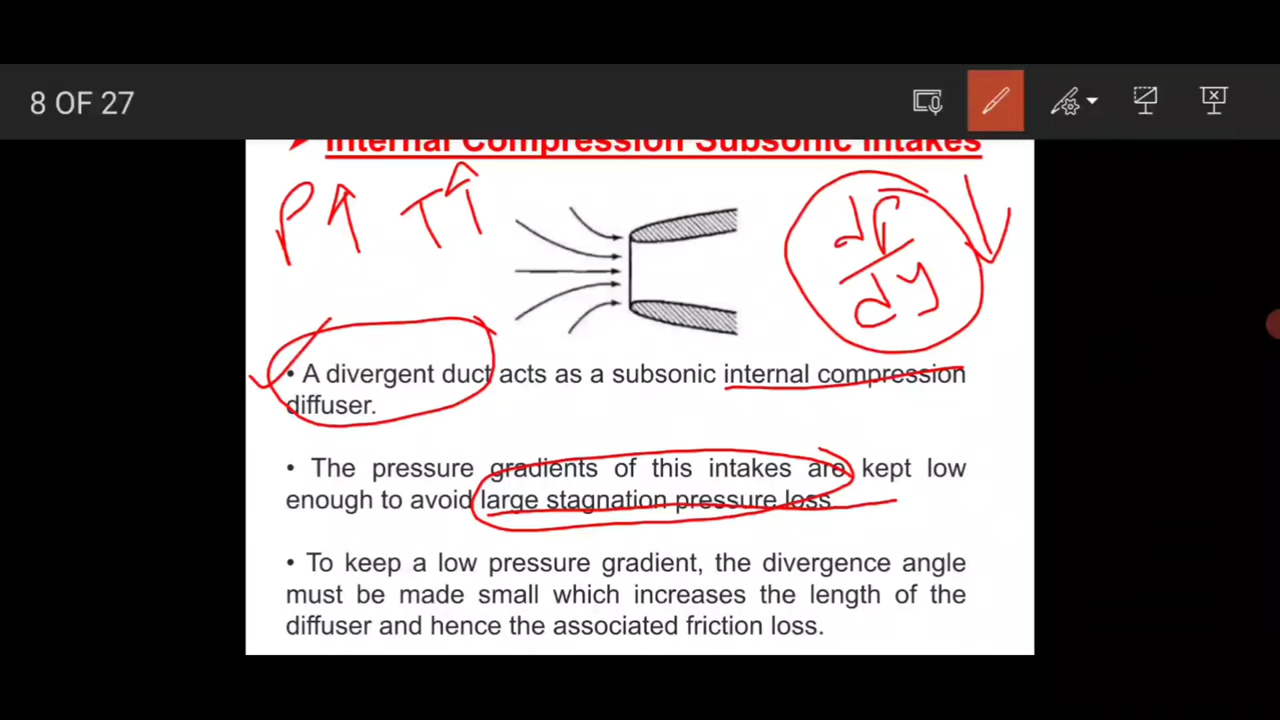 8 OF 27
Internal Compression Subsonic Intakes
P↑ T↑
dP/dy ↓
• A divergent duct acts as a subsonic internal compression
diffuser.
• The pressure gradients of this intakes are kept low
enough to avoid large stagnation pressure loss.
• To keep a low pressure gradient, the divergence angle
must be made small which increases the length of the
diffuser and hence the associated friction loss.